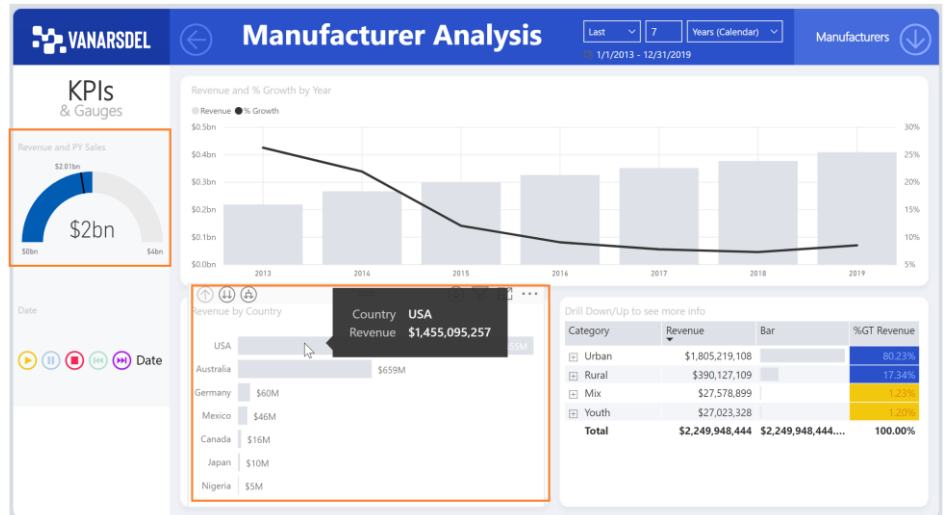 VANARSDEL
Manufacturer Analysis
Last 7 Years (Calendar)
1/1/2013 - 12/31/2019
Manufacturers
KPIs
& Gauges
Revenue and PY Sales
$2.01bn
$2bn
$0bn $4bn
Date
Date
Revenue and % Growth by Year
Revenue % Growth
$0.5bn 30%
$0.4bn 25%
$0.3bn 20%
$0.2bn 15%
$0.1bn 10%
$0.0bn 5%
2013 2014 2015 2016 2017 2018 2019
Revenue by Country
Country USA
Revenue $1,455,095,257
USA
Australia $659M
Germany $60M
Mexico $46M
Canada $16M
Japan $10M
Nigeria $5M
Drill Down/Up to see more info
Category Revenue Bar %GT Revenue
Urban $1,805,219,108 80.23%
Rural $390,127,109 17.34%
Mix $27,578,899 1.23%
Youth $27,023,328 1.20%
Total $2,249,948,444 $2,249,948,444.... 100.00%